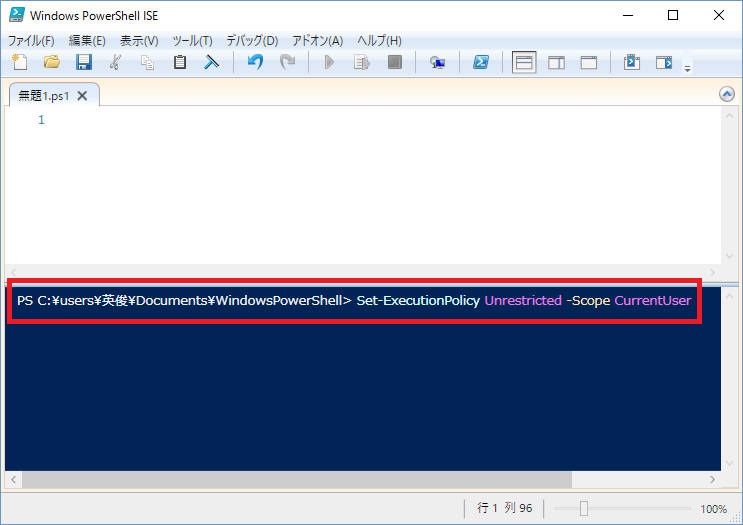 Windows PowerShell ISE
ファイル(F) 編集(E) 表示(V) ツール(T) デバッグ(D) アドオン(A) ヘルプ(H)
無題1.ps1
1
PS C:¥users¥英俊¥Documents¥WindowsPowerShell> Set-ExecutionPolicy Unrestricted -Scope CurrentUser
行 1 列 96 100%